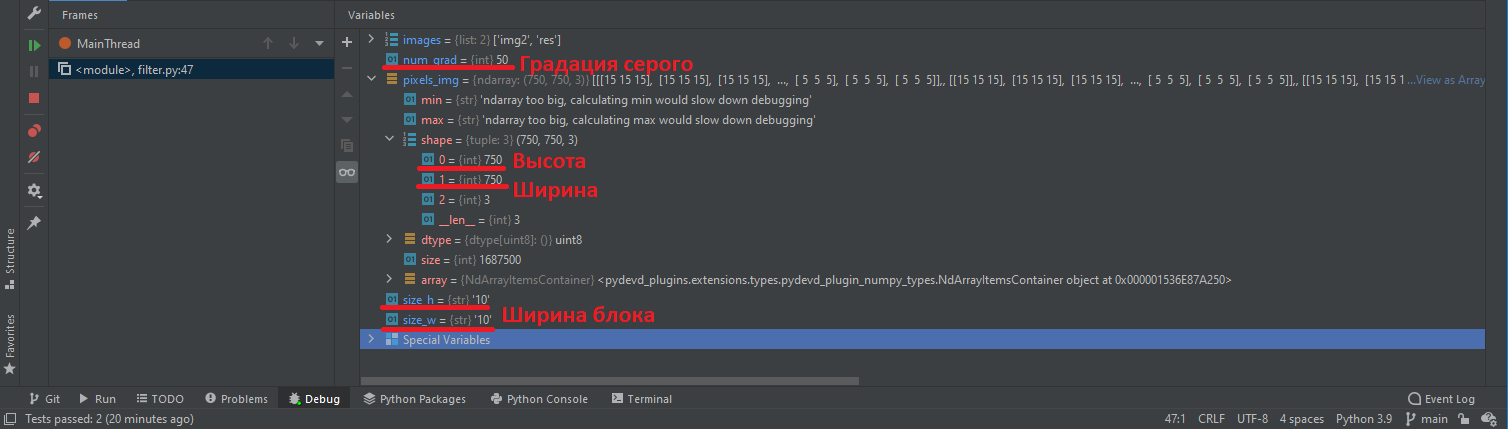 Frames
Variables
MainThread
<module>, filter.py:47
images = {list: 2} ['img2', 'res']
num_grad = {int} 50
Градация серого
pixels_img = {ndarray: (750, 750, 3)} [[[15 15 15], [15 15 15], [15 15 15], ..., [ 5 5 5], [ 5 5 5], [ 5 5 5]],, [[15 15 15], [15 15 15], [15 15 15], ..., [ 5 5 5], [ 5 5 5], [ 5 5 5]],, [[15 15 15], [15 15 1 ...View as Array
min = {str} 'ndarray too big, calculating min would slow down debugging'
max = {str} 'ndarray too big, calculating max would slow down debugging'
shape = {tuple: 3} (750, 750, 3)
0 = {int} 750
Высота
1 = {int} 750
Ширина
2 = {int} 3
__len__ = {int} 3
dtype = {dtype[uint8]: ()} uint8
size = {int} 1687500
array = {NdArrayItemsContainer} <pydevd_plugins.extensions.types.pydevd_plugin_numpy_types.NdArrayItemsContainer object at 0x000001536E87A250>
size_h = {str} '10'
size_w = {str} '10'
Ширина блока
Special Variables
Structure
Favorites
Git
Run
TODO
Problems
Debug
Python Packages
Python Console
Terminal
Event Log
Tests passed: 2 (20 minutes ago)
47:1
CRLF
UTF-8
4 spaces
Python 3.9
main